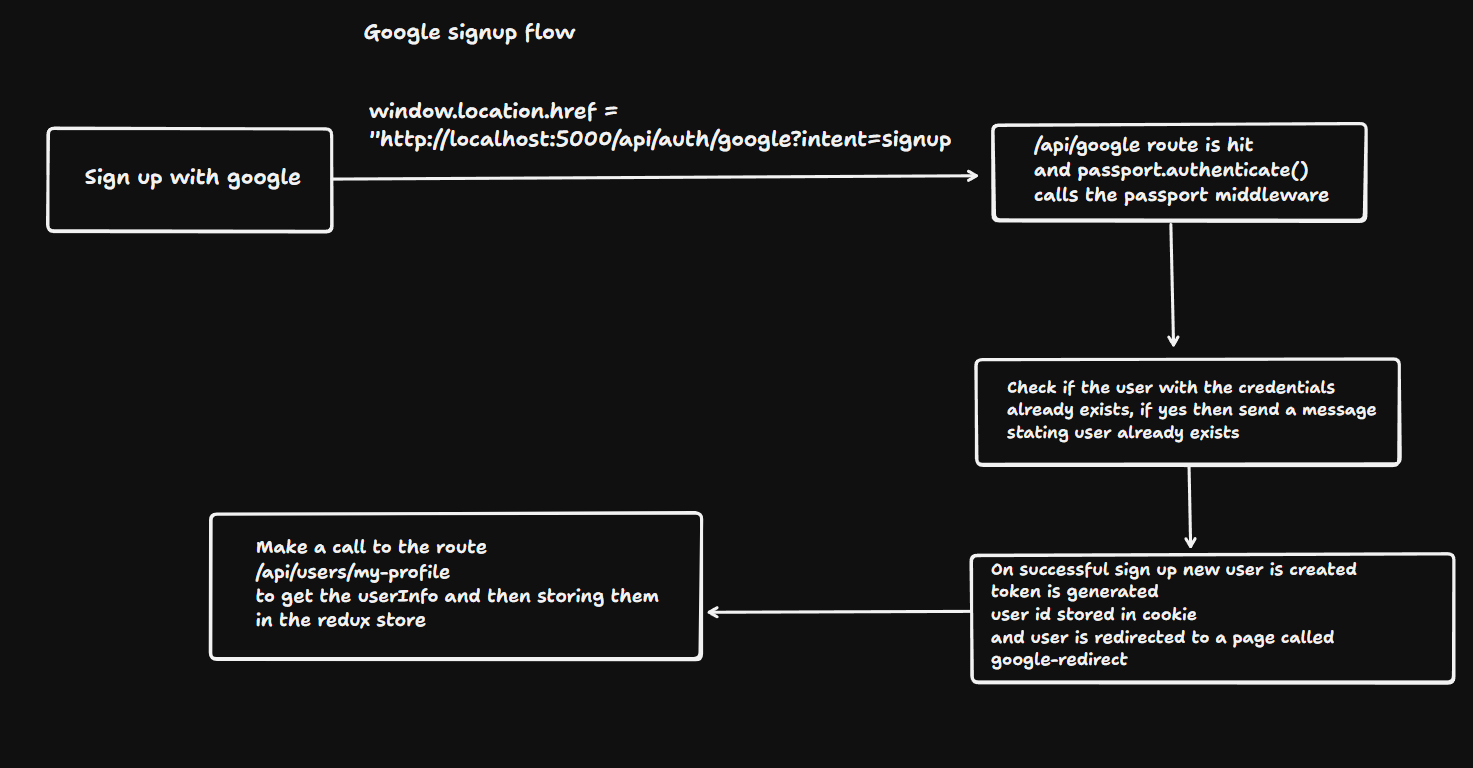 Google signup flow
window.location.href =
"http://localhost:5000/api/auth/google?intent=signup
Sign up with google
/api/google route is hit
and passport.authenticate()
calls the passport middleware
Check if the user with the credentials
already exists, if yes then send a message
stating user already exists
On successful sign up new user is created
token is generated
user id stored in cookie
and user is redirected to a page called
google-redirect
Make a call to the route
/api/users/my-profile
to get the userInfo and then storing them
in the redux store